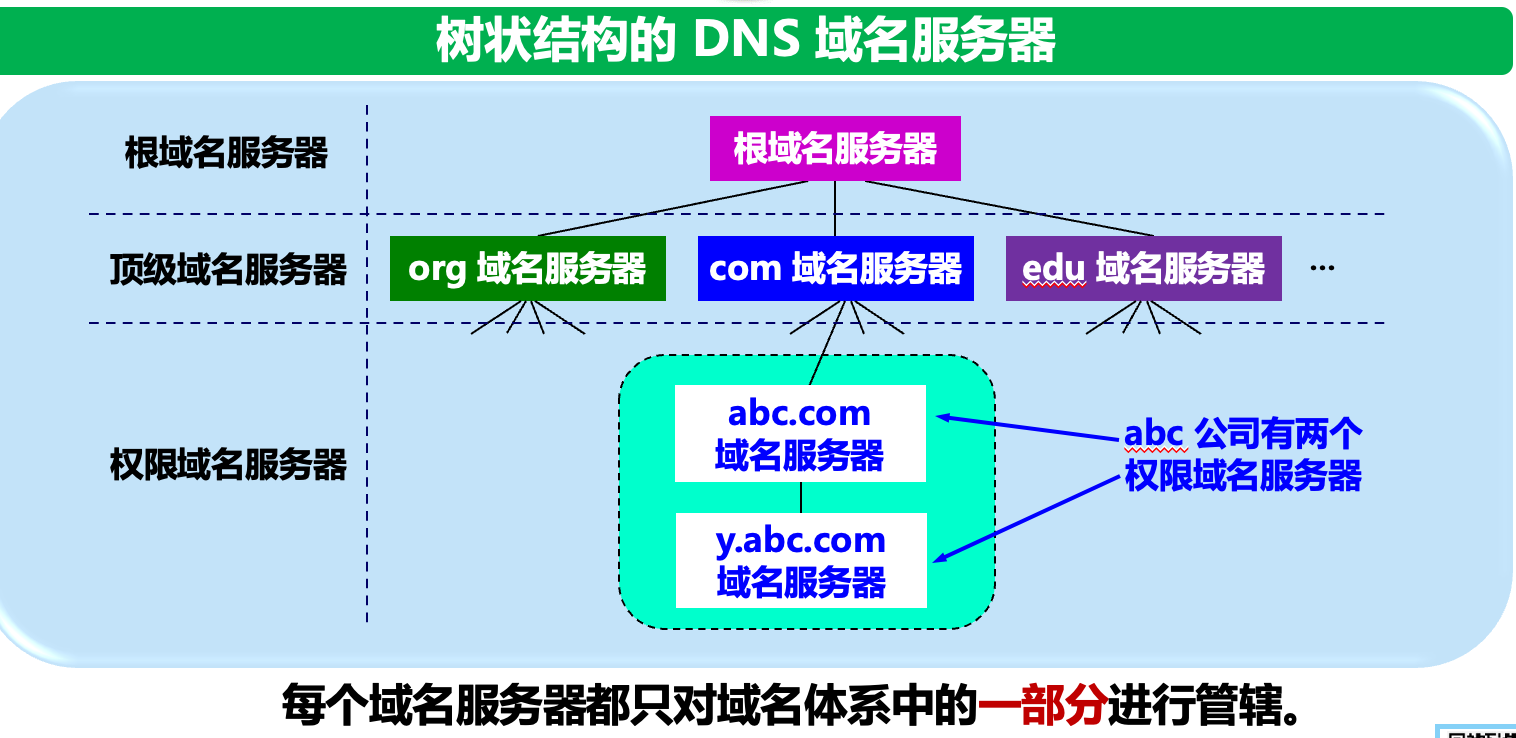 树状结构的 DNS 域名服务器
根域名服务器
根域名服务器
顶级域名服务器
org 域名服务器
com 域名服务器
edu 域名服务器
...
权限域名服务器
abc.com
域名服务器
y.abc.com
域名服务器
abc 公司有两个
权限域名服务器
每个域名服务器都只对域名体系中的一部分进行管辖。